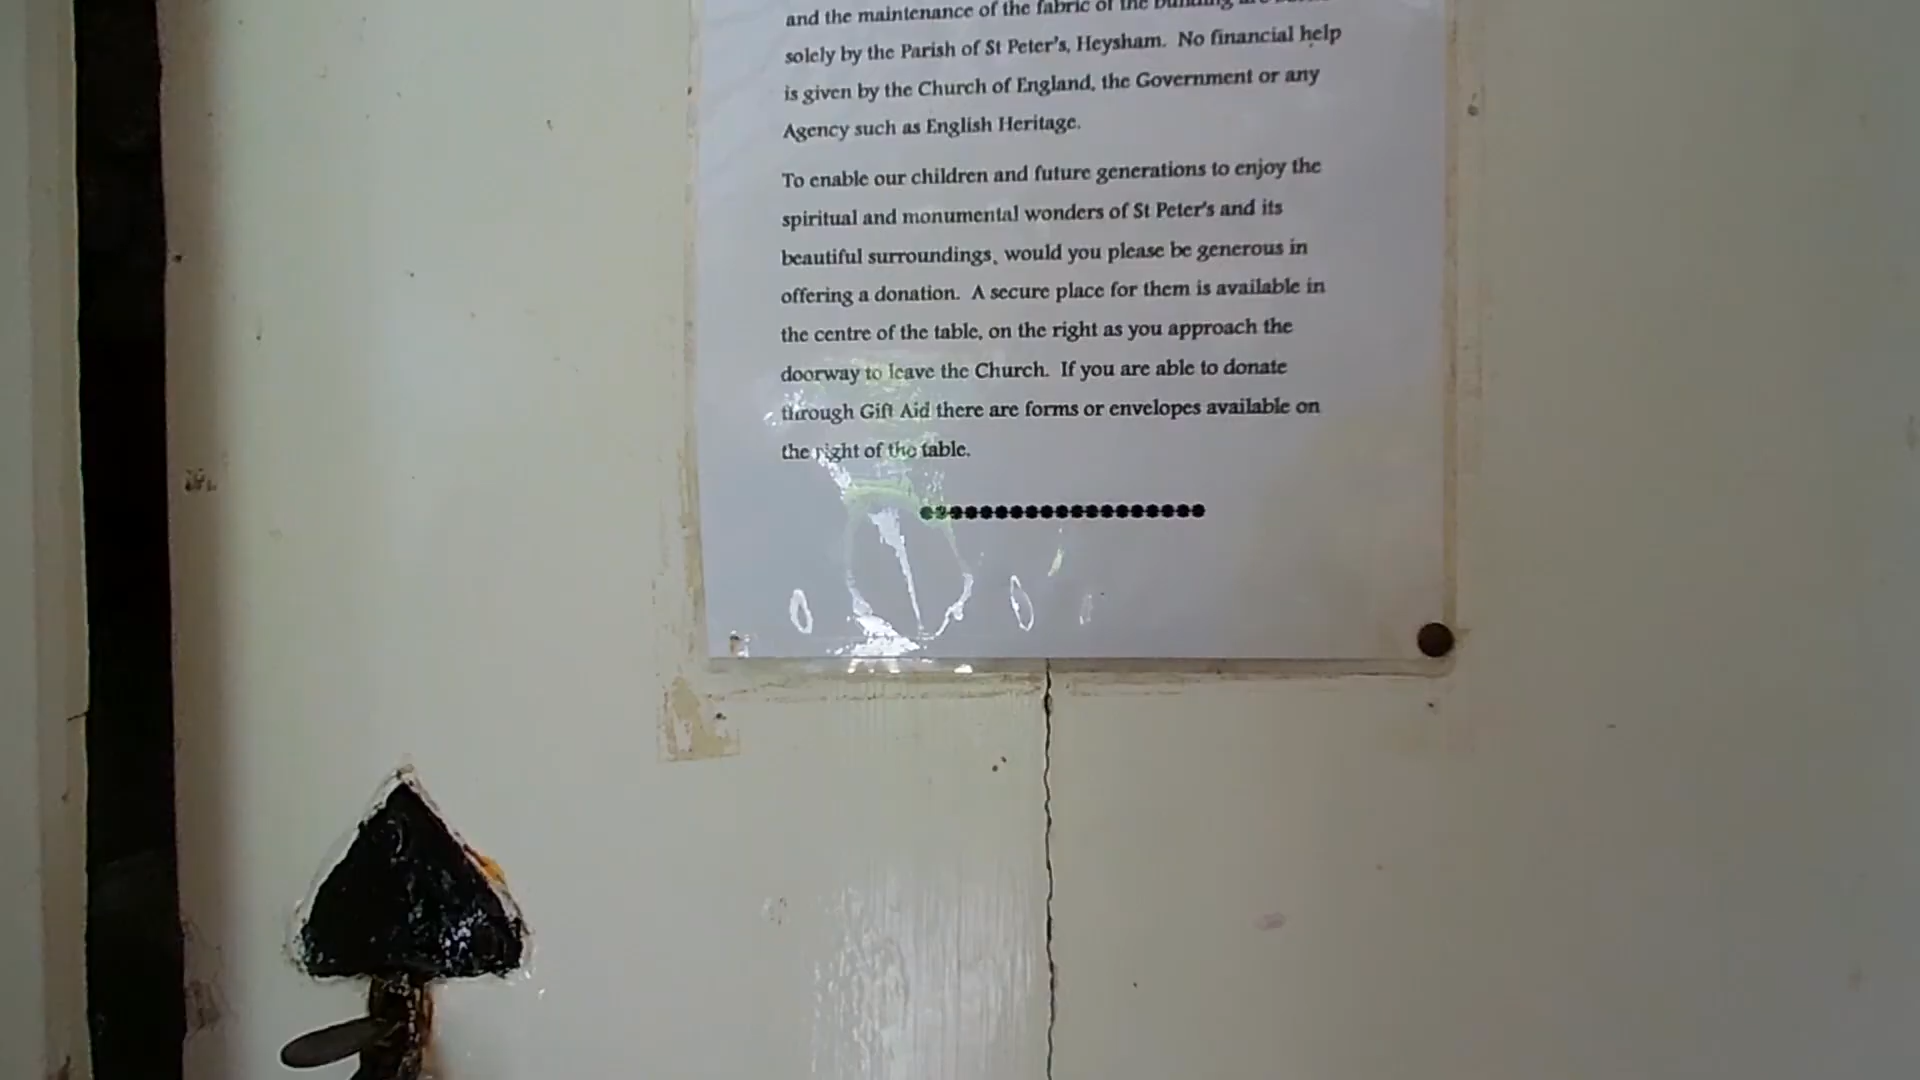 and the maintenance of the fabric of the building are
solely by the Parish of St Peter's, Heysham. No financial help
is given by the Church of England, the Government or any
Agency such as English Heritage.
To enable our children and future generations to enjoy the
spiritual and monumental wonders of St Peter's and its
beautiful surroundings, would you please be generous in
offering a donation. A secure place for them is available in
the centre of the table, on the right as you approach the
doorway to leave the Church. If you are able to donate
through Gift Aid there are forms or envelopes available on
the right of the table.